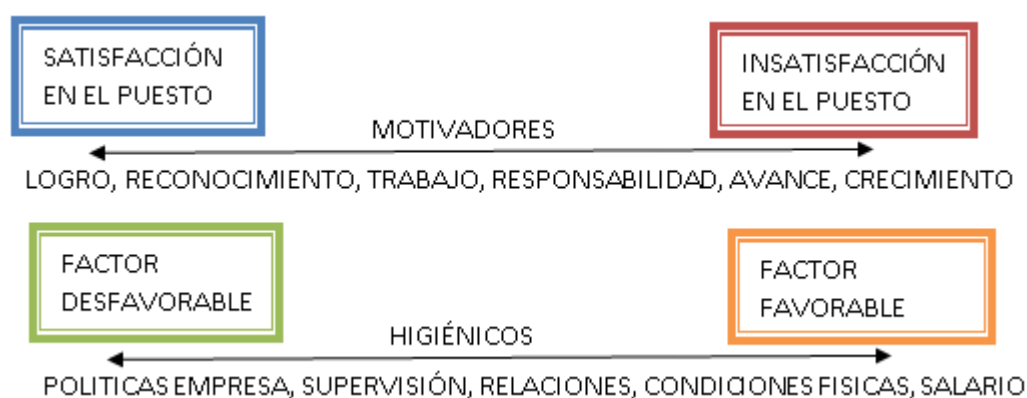 SATISFACCIÓN
EN EL PUESTO
INSATISFACCIÓN
EN EL PUESTO
MOTIVADORES
LOGRO, RECONOCIMIENTO, TRABAJO, RESPONSABILIDAD, AVANCE, CRECIMIENTO
FACTOR
DESFAVORABLE
FACTOR
FAVORABLE
HIGIÉNICOS
POLITICAS EMPRESA, SUPERVISIÓN, RELACIONES, CONDICIONES FISICAS, SALARIO